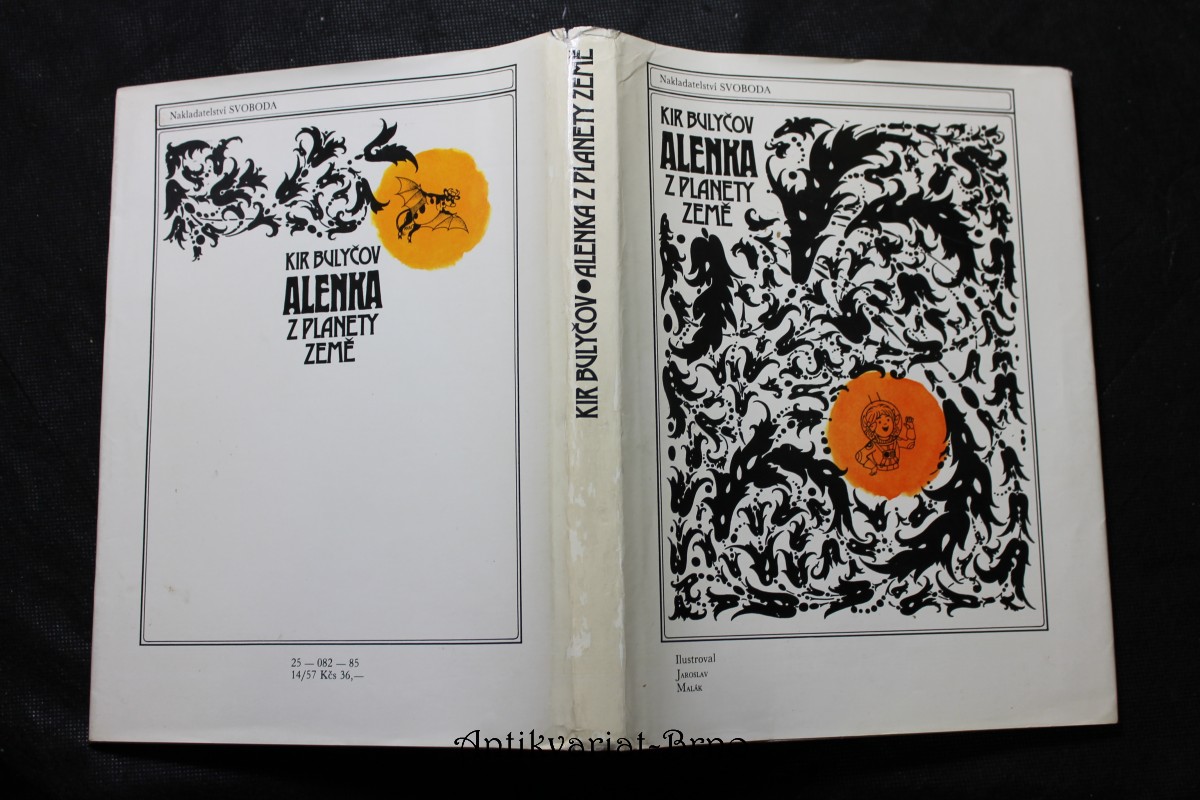 Nakladatelství SVOBODA
KIR BULYČOV
ALENKA
Z PLANETY
ZEMĚ
25 — 082 — 85
14/57 Kčs 36,—
KIR BULYČOV • ALENKA Z PLANETY ZEMĚ
Nakladatelství SVOBODA
KIR BULYČOV
ALENKA
Z PLANETY
ZEMĚ
Ilustroval
Jaroslav
Malák
Antikvariat-Brno